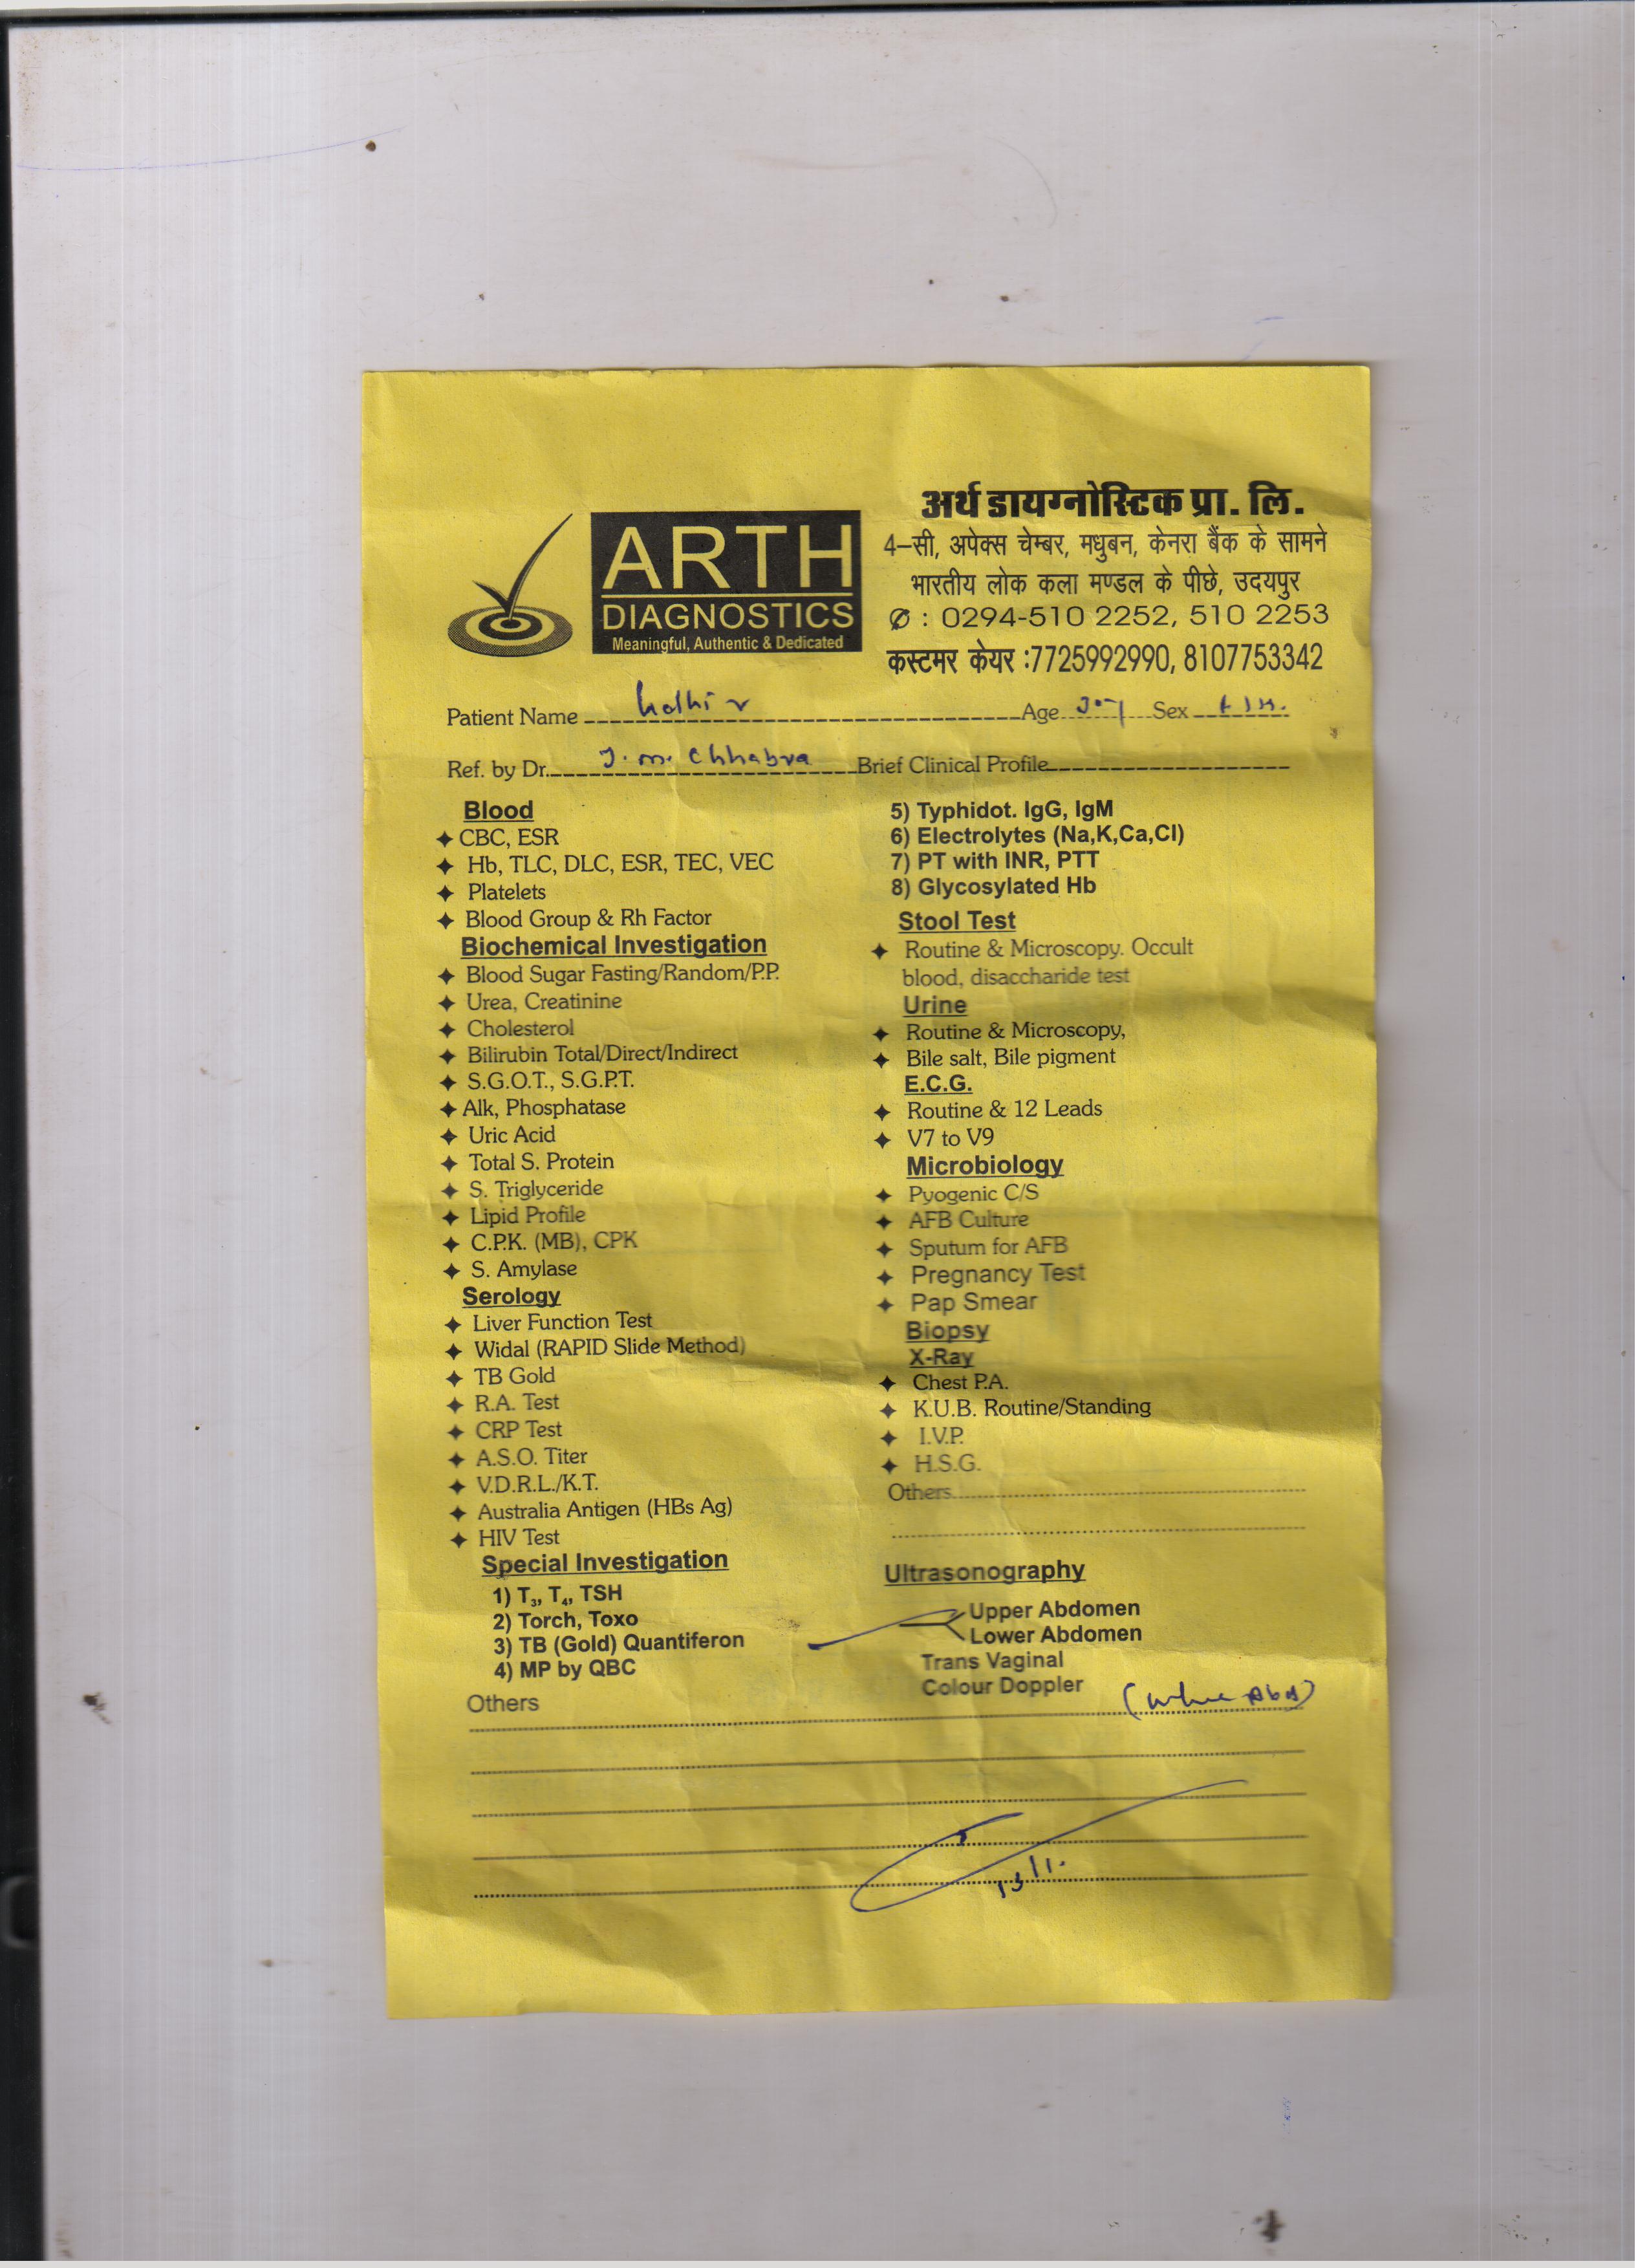 अर्थ डायग्नोस्टिक प्रा. लि.
ARTH
DIAGNOSTICS
Meaningful, Authentic & Dedicated
4–सी, अपेक्स चेम्बर, मधुबन, केनरा बैंक के सामने
भारतीय लोक कला मण्डल के पीछे, उदयपुर
: 0294-510 2252, 510 2253
कस्टमर केयर :7725992990, 8107753342
Patient Name Age Sex
Ref. by Dr. J. M. Chhabra Brief Clinical Profile
Blood
CBC, ESR
Hb, TLC, DLC, ESR, TEC, VEC
Platelets
Blood Group & Rh Factor
Biochemical Investigation
Blood Sugar Fasting/Random/P.P.
Urea, Creatinine
Cholesterol
Bilirubin Total/Direct/Indirect
S.G.O.T., S.G.P.T.
Alk, Phosphatase
Uric Acid
Total S. Protein
S. Triglyceride
Lipid Profile
C.P.K. (MB), CPK
S. Amylase
Serology
Liver Function Test
Widal (RAPID Slide Method)
TB Gold
R.A. Test
CRP Test
A.S.O. Titer
V.D.R.L./K.T.
Australia Antigen (HBs Ag)
HIV Test
Special Investigation
1) T₃, T₄, TSH
2) Torch, Toxo
3) TB (Gold) Quantiferon
4) MP by QBC
5) Typhidot. IgG, IgM
6) Electrolytes (Na,K,Ca,Cl)
7) PT with INR, PTT
8) Glycosylated Hb
Stool Test
Routine & Microscopy. Occult
blood, disaccharide test
Urine
Routine & Microscopy,
Bile salt, Bile pigment
E.C.G.
Routine & 12 Leads
V7 to V9
Microbiology
Pyogenic C/S
AFB Culture
Sputum for AFB
Pregnancy Test
Pap Smear
Biopsy
X-Ray
Chest P.A.
K.U.B. Routine/Standing
I.V.P.
H.S.G.
Others
Ultrasonography
Upper Abdomen
Lower Abdomen
Trans Vaginal
Colour Doppler
(whole Abd)
Others
13/1.